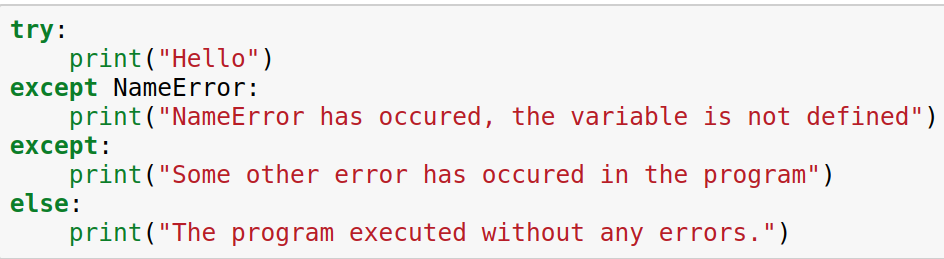 try:
    print("Hello")
except NameError:
    print("NameError has occured, the variable is not defined")
except:
    print("Some other error has occured in the program")
else:
    print("The program executed without any errors.")